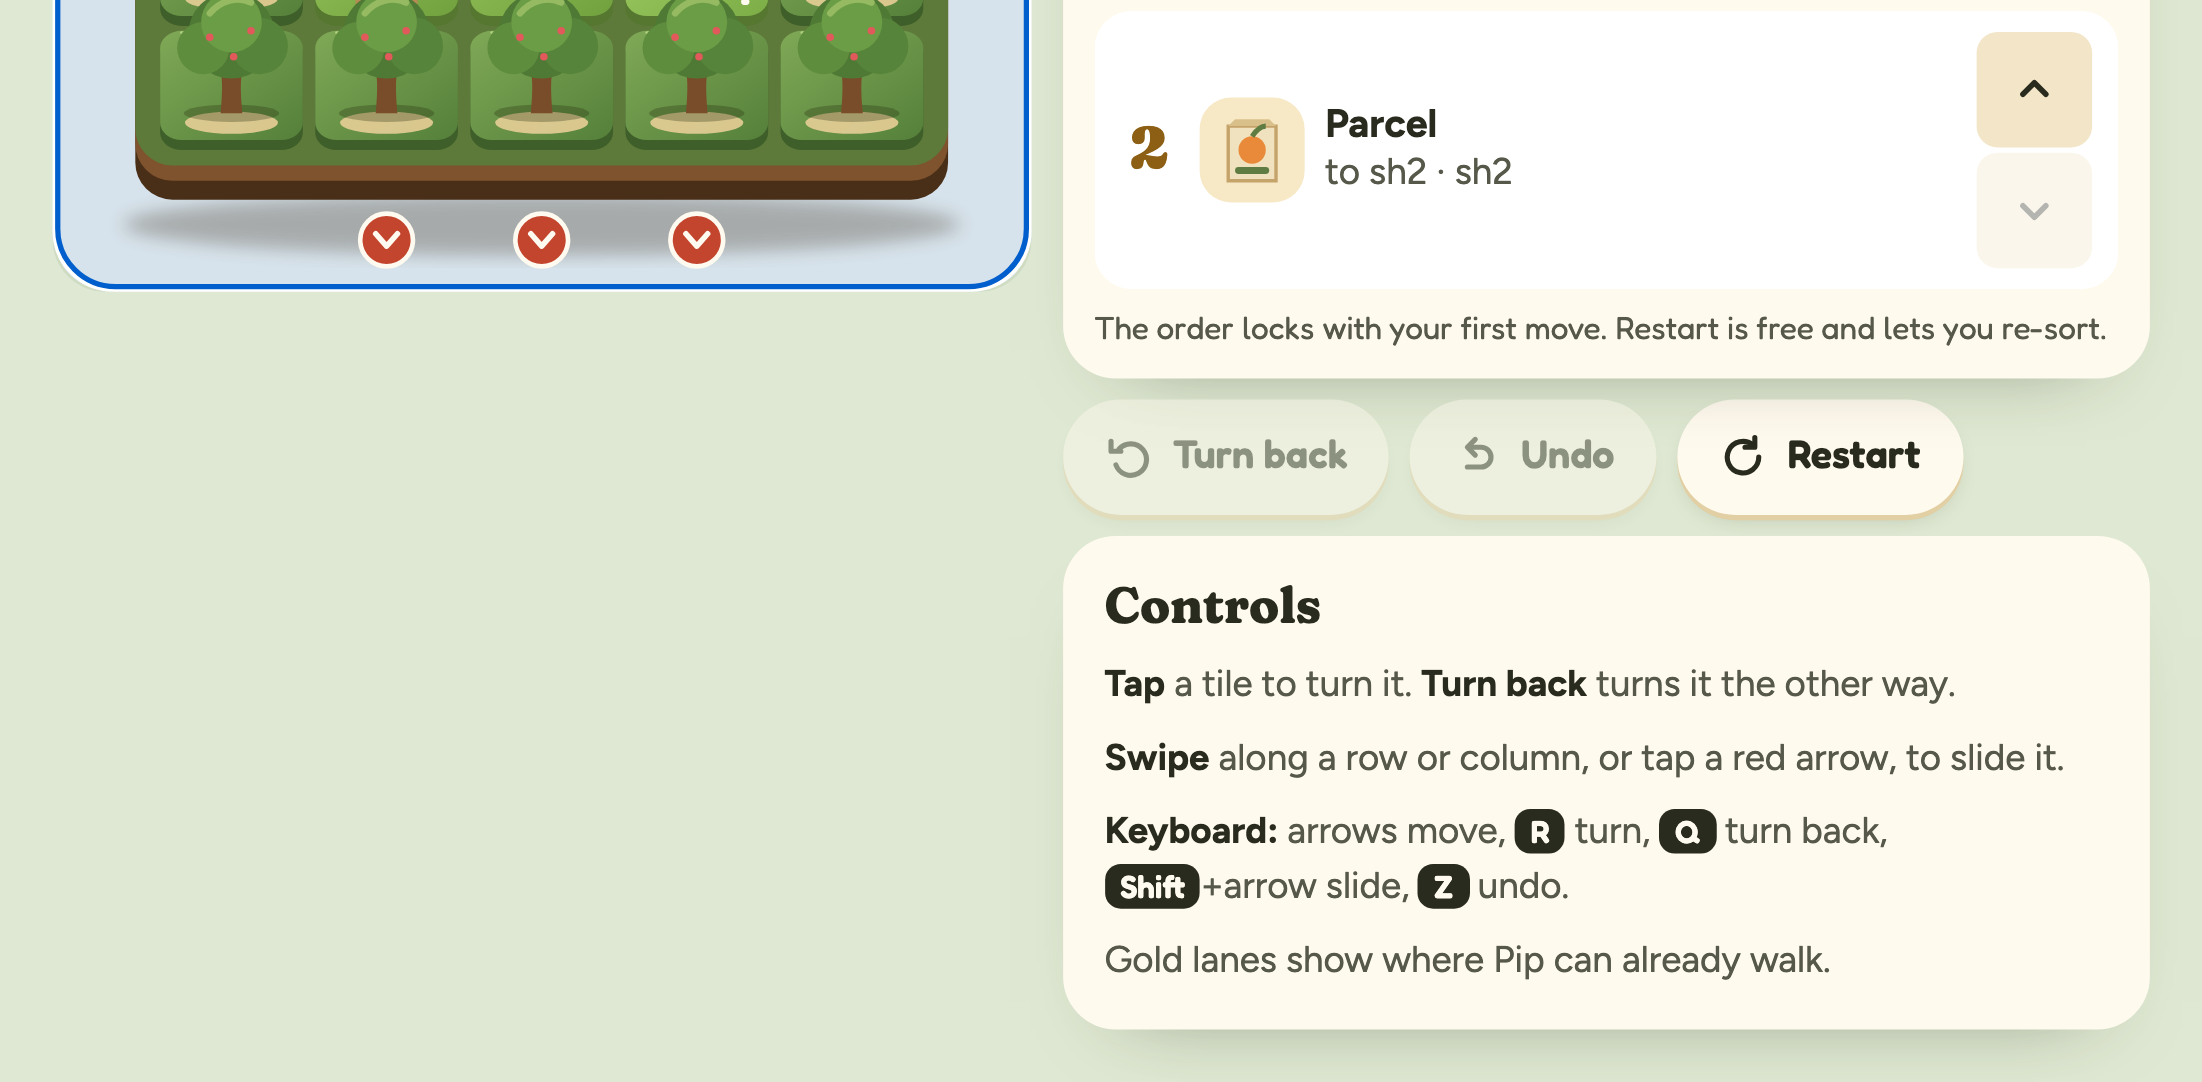 2
Parcel
to sh2 · sh2
The order locks with your first move. Restart is free and lets you re-sort.
Turn back
Undo
Restart
Controls
Tap a tile to turn it. Turn back turns it the other way.
Swipe along a row or column, or tap a red arrow, to slide it.
Keyboard: arrows move, R turn, Q turn back,
Shift+arrow slide, Z undo.
Gold lanes show where Pip can already walk.